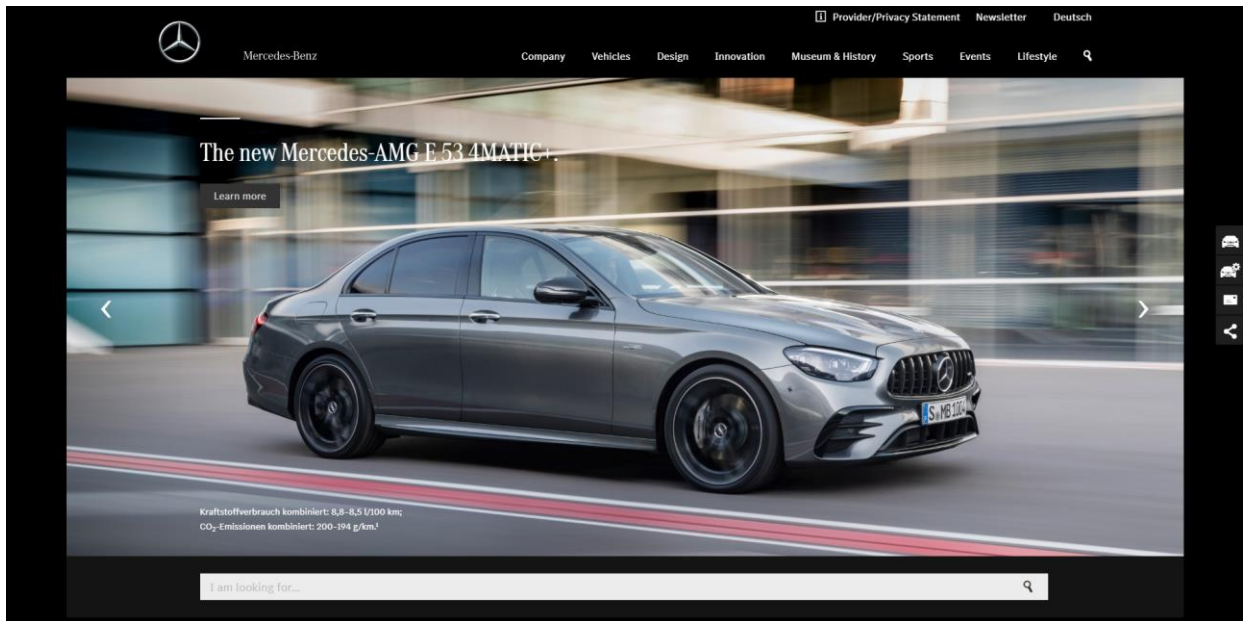 Provider/Privacy Statement Newsletter Deutsch
Mercedes-Benz Company Vehicles Design Innovation Museum & History Sports Events Lifestyle
The new Mercedes-AMG E 53 4MATIC+.
Learn more
S MB 1004
Kraftstoffverbrauch kombiniert: 8,8–8,5 l/100 km;
CO₂-Emissionen kombiniert: 200-194 g/km.¹
I am looking for...